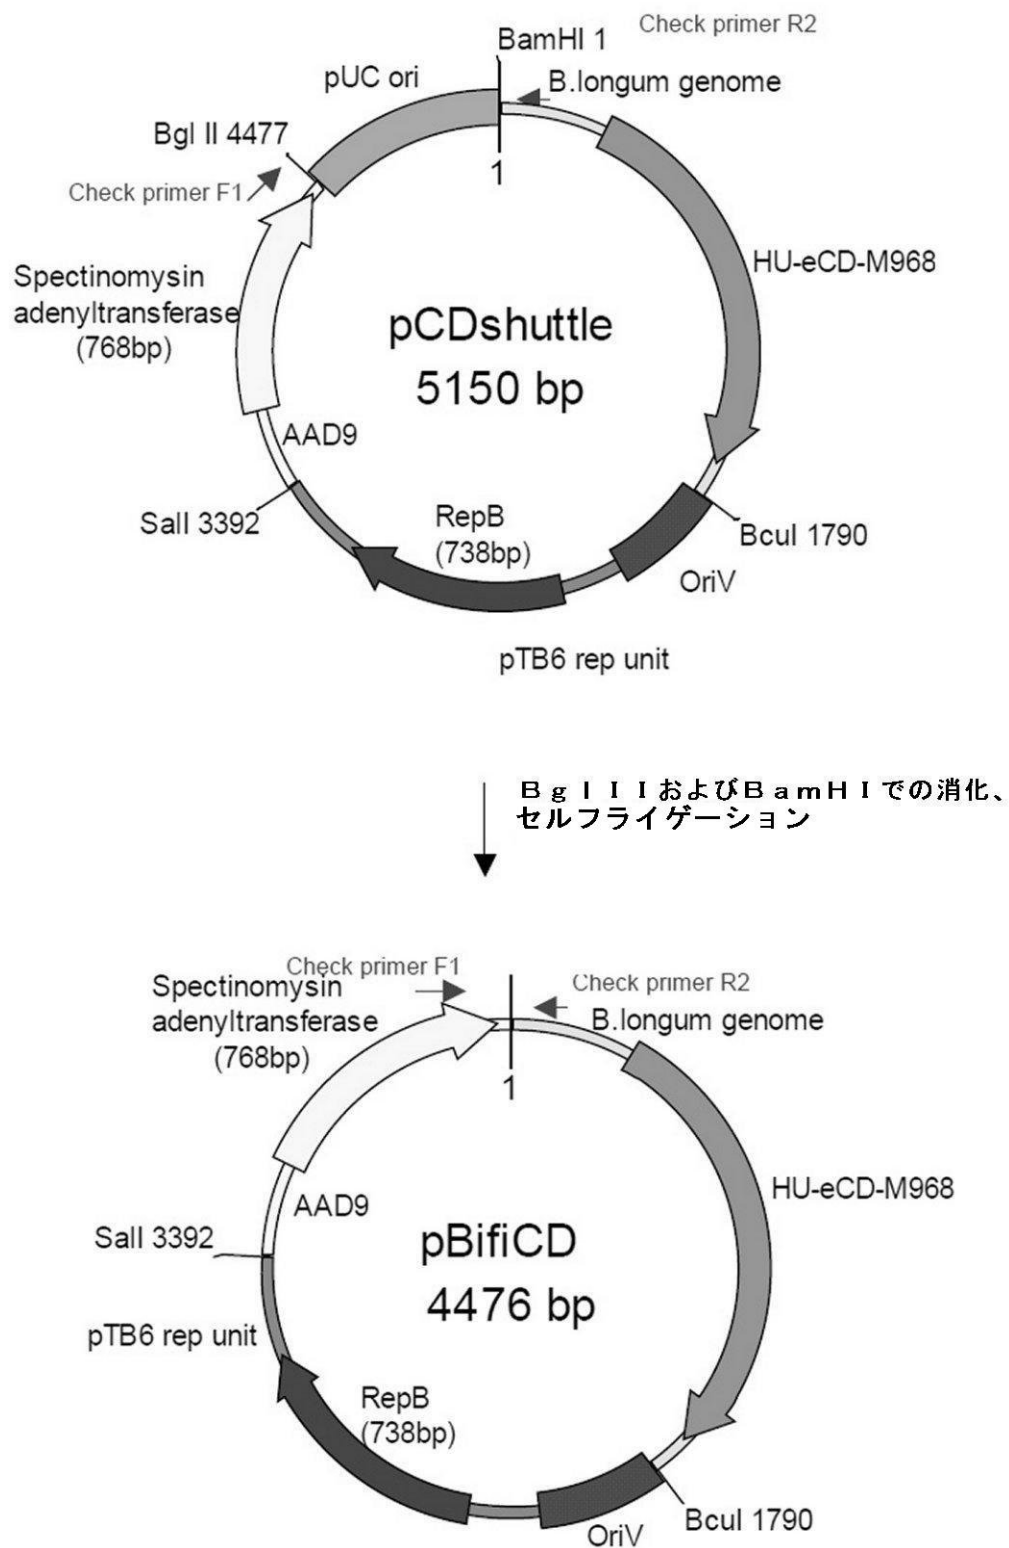 Check primer R2
BamHI 1
pUC ori
B.longum genome
Bgl II 4477
1
Check primer F1
HU-eCD-M968
Spectinomysin
adenyltransferase
(768bp)
pCDshuttle
5150 bp
AAD9
SalI 3392
RepB
(738bp)
BcuI 1790
OriV
pTB6 rep unit
ＢｇｌＩＩおよびＢａｍＨＩでの消化、
セルフライゲーション
Check primer F1
Spectinomysin
adenyltransferase
(768bp)
Check primer R2
B.longum genome
1
HU-eCD-M968
AAD9
SalI 3392
pBifiCD
4476 bp
pTB6 rep unit
RepB
(738bp)
BcuI 1790
OriV